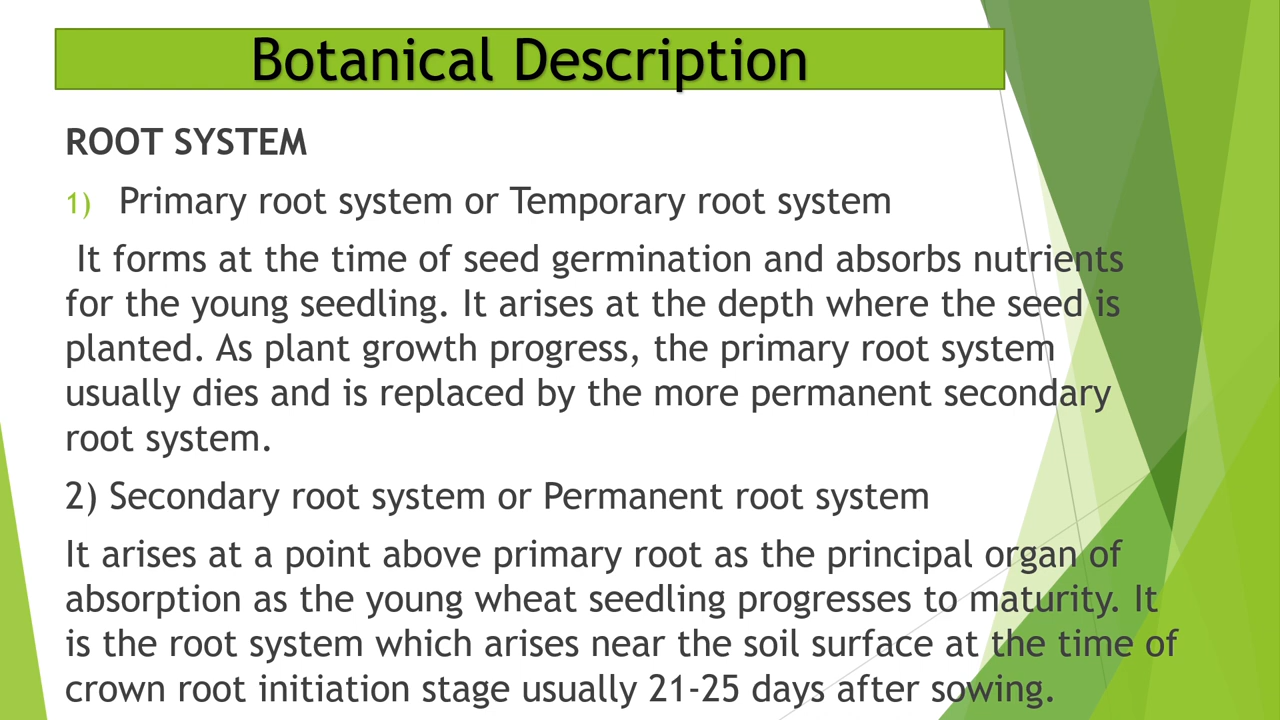 Botanical Description
ROOT SYSTEM
1) Primary root system or Temporary root system
It forms at the time of seed germination and absorbs nutrients
for the young seedling. It arises at the depth where the seed is
planted. As plant growth progress, the primary root system
usually dies and is replaced by the more permanent secondary
root system.
2) Secondary root system or Permanent root system
It arises at a point above primary root as the principal organ of
absorption as the young wheat seedling progresses to maturity. It
is the root system which arises near the soil surface at the time of
crown root initiation stage usually 21-25 days after sowing.